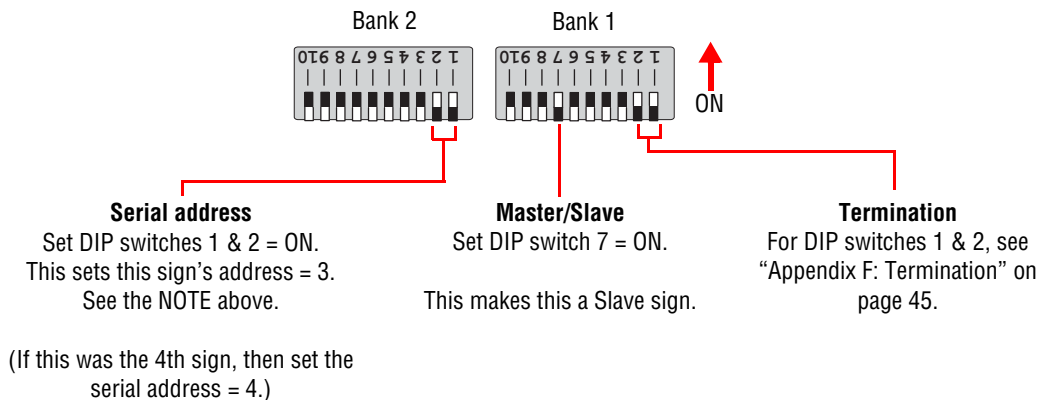 Bank 2
Bank 1
10 9 8 7 6 5 4 3 2 1
10 9 8 7 6 5 4 3 2 1
ON
Serial address
Set DIP switches 1 & 2 = ON.
This sets this sign’s address = 3.
See the NOTE above.
(If this was the 4th sign, then set the
serial address = 4.)
Master/Slave
Set DIP switch 7 = ON.
This makes this a Slave sign.
Termination
For DIP switches 1 & 2, see
“Appendix F: Termination” on
page 45.